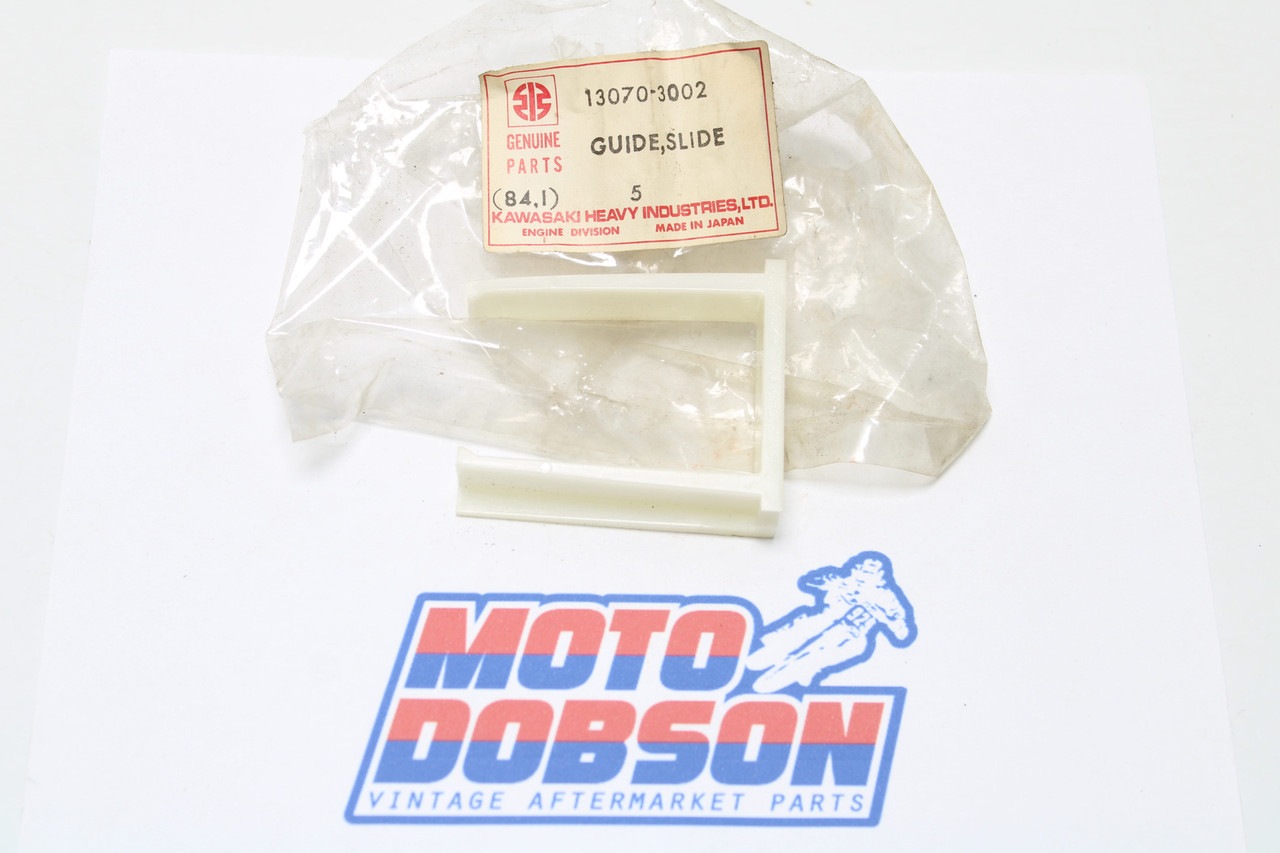 13070-3002
GENUINE
PARTS
GUIDE,SLIDE
(84,1) 5
KAWASAKI HEAVY INDUSTRIES,LTD.
ENGINE DIVISION MADE IN JAPAN
MOTO
DOBSON
VINTAGE AFTERMARKET PARTS